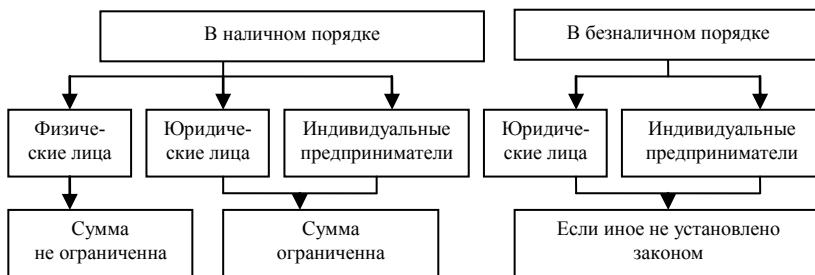 В наличном порядке
В безналичном порядке
Физиче-
ские лица
Юридиче-
ские лица
Индивидуальные
предприниматели
Юридиче-
ские лица
Индивидуальные
предприниматели
Сумма
не ограниченна
Сумма
ограниченна
Если иное не установлено
законом